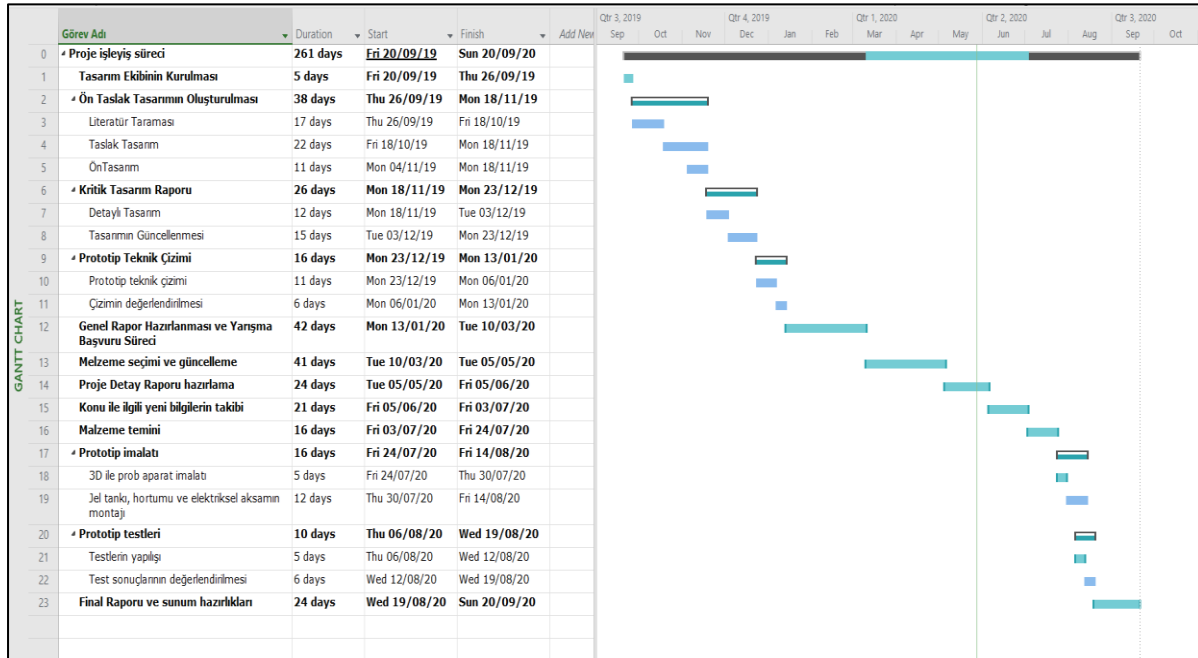 Qtr 3, 2019 Qtr 4, 2019 Qtr 1, 2020 Qtr 2, 2020 Qtr 3, 2020
Görev Adı Duration Start Finish Add New Sep Oct Nov Dec Jan Feb Mar Apr May Jun Jul Aug Sep Oct
0 Proje işleyiş süreci 261 days Fri 20/09/19 Sun 20/09/20
1 Tasarım Ekibinin Kurulması 5 days Fri 20/09/19 Thu 26/09/19
2 Ön Taslak Tasarımın Oluşturulması 38 days Thu 26/09/19 Mon 18/11/19
3 Literatür Taraması 17 days Thu 26/09/19 Fri 18/10/19
4 Taslak Tasarım 22 days Fri 18/10/19 Mon 18/11/19
5 ÖnTasarım 11 days Mon 04/11/19 Mon 18/11/19
6 Kritik Tasarım Raporu 26 days Mon 18/11/19 Mon 23/12/19
7 Detaylı Tasarım 12 days Mon 18/11/19 Tue 03/12/19
8 Tasarımın Güncellenmesi 15 days Tue 03/12/19 Mon 23/12/19
9 Prototip Teknik Çizimi 16 days Mon 23/12/19 Mon 13/01/20
10 Prototip teknik çizimi 11 days Mon 23/12/19 Mon 06/01/20
11 Çizimin değerlendirilmesi 6 days Mon 06/01/20 Mon 13/01/20
12 Genel Rapor Hazırlanması ve Yarışma 42 days Mon 13/01/20 Tue 10/03/20
Başvuru Süreci
13 Melzeme seçimi ve güncelleme 41 days Tue 10/03/20 Tue 05/05/20
14 Proje Detay Raporu hazırlama 24 days Tue 05/05/20 Fri 05/06/20
15 Konu ile ilgili yeni bilgilerin takibi 21 days Fri 05/06/20 Fri 03/07/20
16 Malzeme temini 16 days Fri 03/07/20 Fri 24/07/20
17 Prototip imalatı 16 days Fri 24/07/20 Fri 14/08/20
18 3D ile prob aparat imalatı 5 days Fri 24/07/20 Thu 30/07/20
19 Jel tankı, hortumu ve elektriksel aksamın 12 days Thu 30/07/20 Fri 14/08/20
montajı
20 Prototip testleri 10 days Thu 06/08/20 Wed 19/08/20
21 Testlerin yapılışı 5 days Thu 06/08/20 Wed 12/08/20
22 Test sonuçlarının değerlendirilmesi 6 days Wed 12/08/20 Wed 19/08/20
23 Final Raporu ve sunum hazırlıkları 24 days Wed 19/08/20 Sun 20/09/20
GANTT CHART